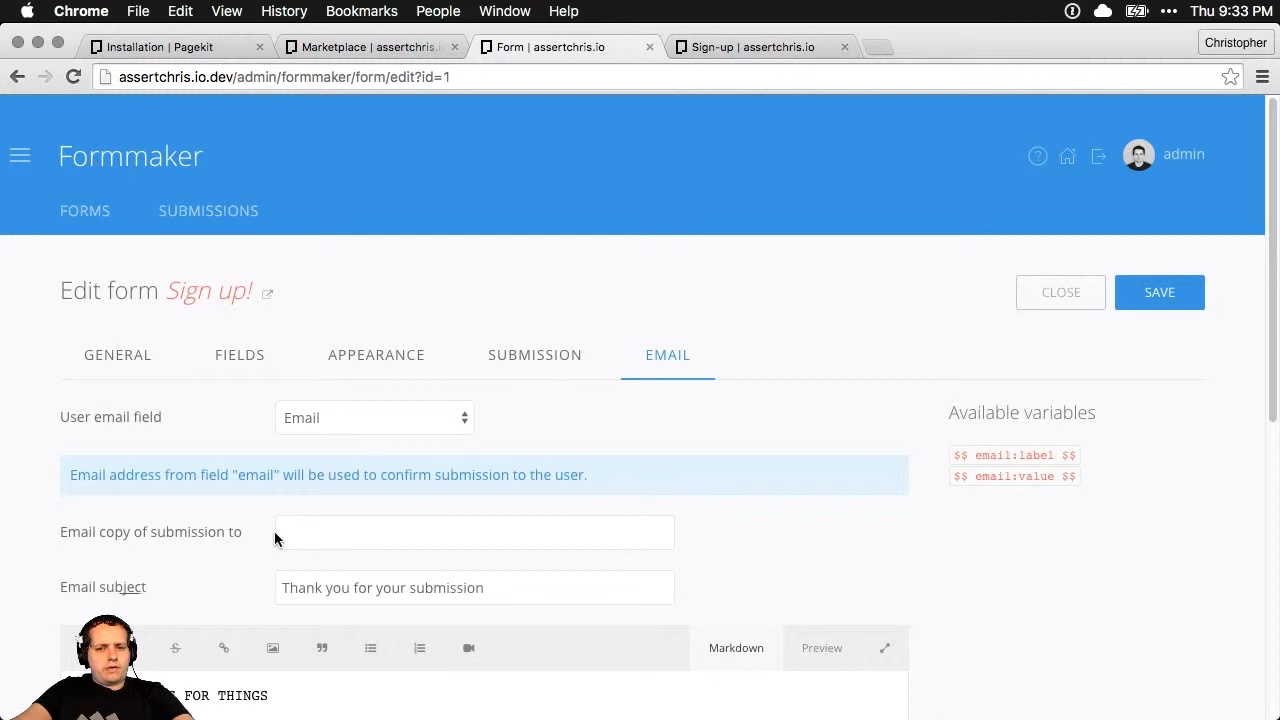 Chrome File Edit View History Bookmarks People Window Help Thu 9:33 PM
Installation | Pagekit Marketplace | assertchris.i Form | assertchris.io Sign-up | assertchris.io Christopher
assertchris.io.dev/admin/formmaker/form/edit?id=1
Formmaker
admin
FORMS SUBMISSIONS
Edit form Sign up!
CLOSE SAVE
GENERAL FIELDS APPEARANCE SUBMISSION EMAIL
User email field Email
Available variables
$$ email:label $$
$$ email:value $$
Email address from field "email" will be used to confirm submission to the user.
Email copy of submission to
Email subject Thank you for your submission
Markdown Preview
FOR THINGS